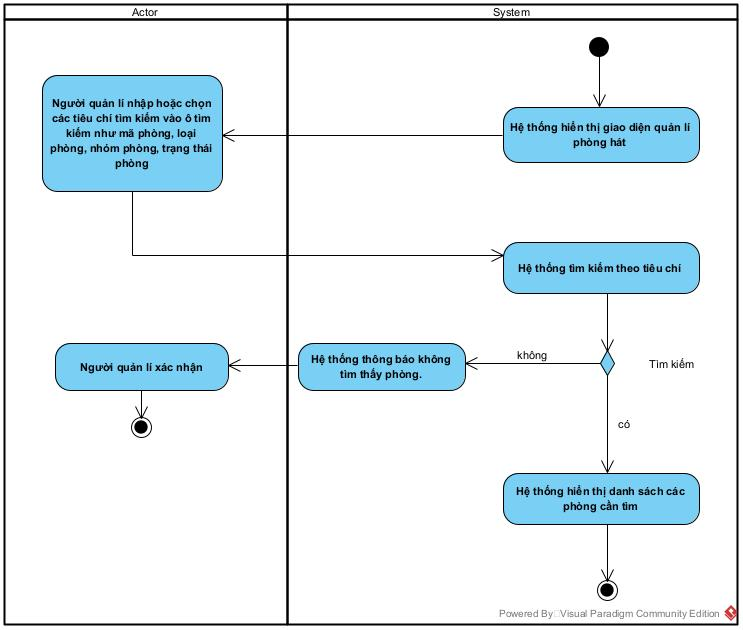 Actor
System
Người quản lí nhập hoặc chọn
các tiêu chí tìm kiếm vào ô tìm
kiếm như mã phòng, loại
phòng, nhóm phòng, trạng thái
phòng
Hệ thống hiển thị giao diện quản lí
phòng hát
Hệ thống tìm kiếm theo tiêu chí
Người quản lí xác nhận
Hệ thống thông báo không
tìm thấy phòng.
không
Tìm kiếm
có
Hệ thống hiển thị danh sách các
phòng cần tìm
Powered By Visual Paradigm Community Edition